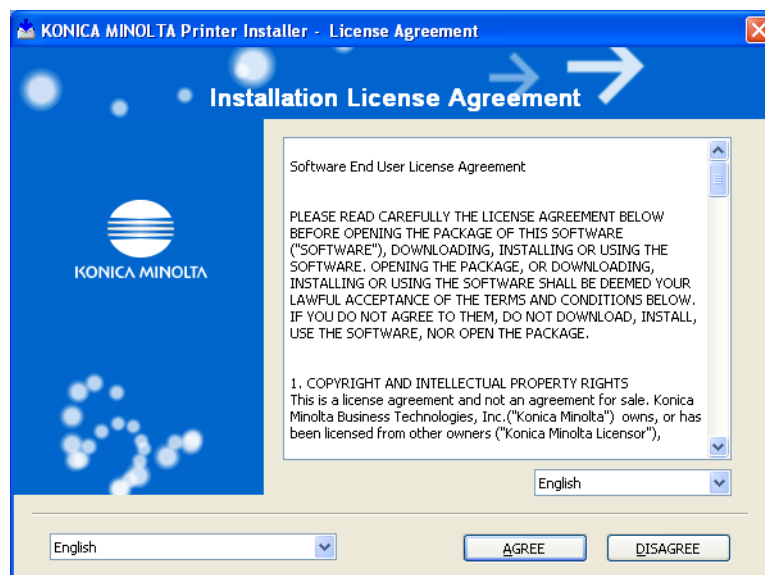 KONICA MINOLTA Printer Installer - License Agreement
Installation License Agreement
KONICA MINOLTA
Software End User License Agreement
PLEASE READ CAREFULLY THE LICENSE AGREEMENT BELOW
BEFORE OPENING THE PACKAGE OF THIS SOFTWARE
("SOFTWARE"), DOWNLOADING, INSTALLING OR USING THE
SOFTWARE. OPENING THE PACKAGE, OR DOWNLOADING,
INSTALLING OR USING THE SOFTWARE SHALL BE DEEMED YOUR
LAWFUL ACCEPTANCE OF THE TERMS AND CONDITIONS BELOW.
IF YOU DO NOT AGREE TO THEM, DO NOT DOWNLOAD, INSTALL,
USE THE SOFTWARE, NOR OPEN THE PACKAGE.
1. COPYRIGHT AND INTELLECTUAL PROPERTY RIGHTS
This is a license agreement and not an agreement for sale. Konica
Minolta Business Technologies, Inc.("Konica Minolta") owns, or has
been licensed from other owners ("Konica Minolta Licensor"),
English
English
AGREE
DISAGREE